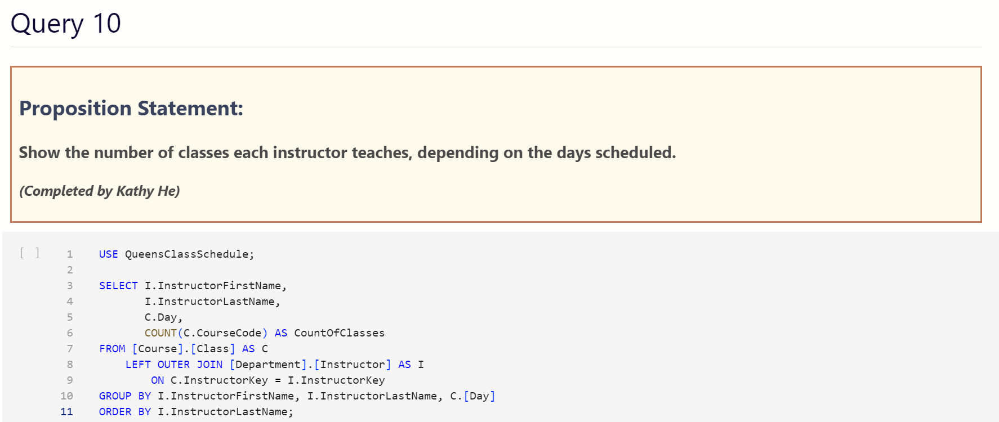 Query 10
Proposition Statement:
Show the number of classes each instructor teaches, depending on the days scheduled.
(Completed by Kathy He)
[ ]
1 USE QueensClassSchedule;
2
3 SELECT I.InstructorFirstName,
4 I.InstructorLastName,
5 C.Day,
6 COUNT(C.CourseCode) AS CountOfClasses
7 FROM [Course].[Class] AS C
8 LEFT OUTER JOIN [Department].[Instructor] AS I
9 ON C.InstructorKey = I.InstructorKey
10 GROUP BY I.InstructorFirstName, I.InstructorLastName, C.[Day]
11 ORDER BY I.InstructorLastName;